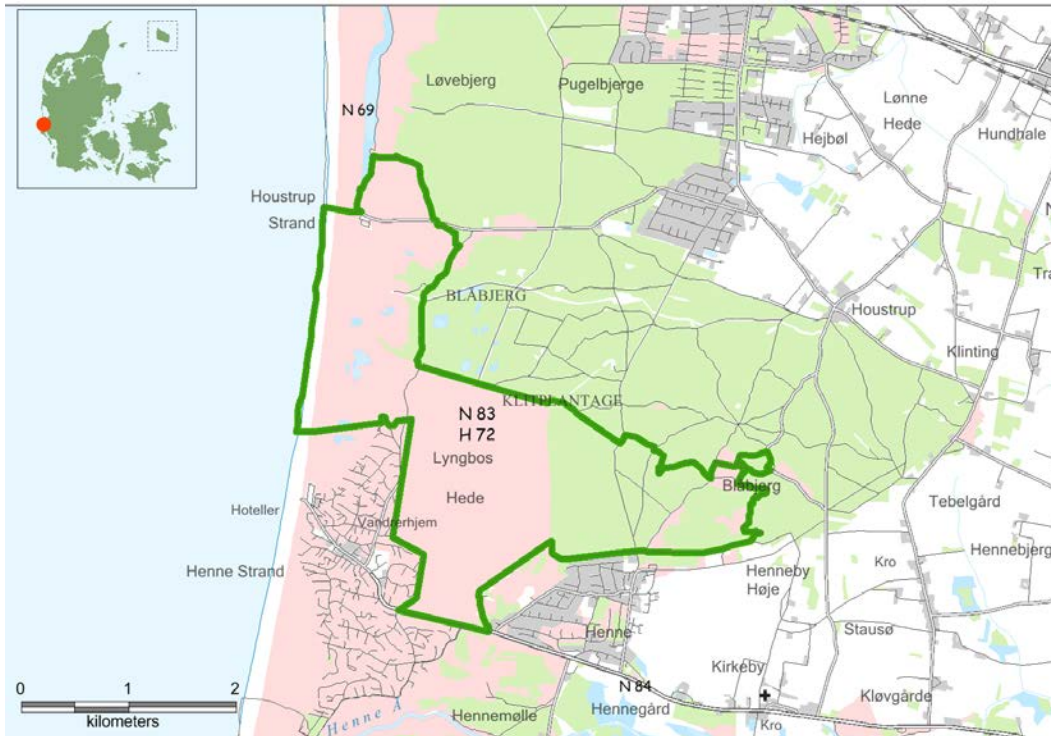 Løvebjerg
Pugelbjerge
Lønne
Hede
Hundhale
N 69
Hejbøl
Houstrup
Strand
N
Tra
BLÅBJERG
Houstrup
Klinting
KLITPLANTAGE
N 83
H 72
Lyngbos
Hede
Blåbjerg
Tebelgård
Hoteller
Vandrerhjem
Hennebjerg
Henne Strand
Henneby
Høje
Kro
Stausø
Henne
Kirkeby
N 84
Hennegård
Kløvgårde
Kro
Hennemølle
Henne Å
0 1 2
kilometers